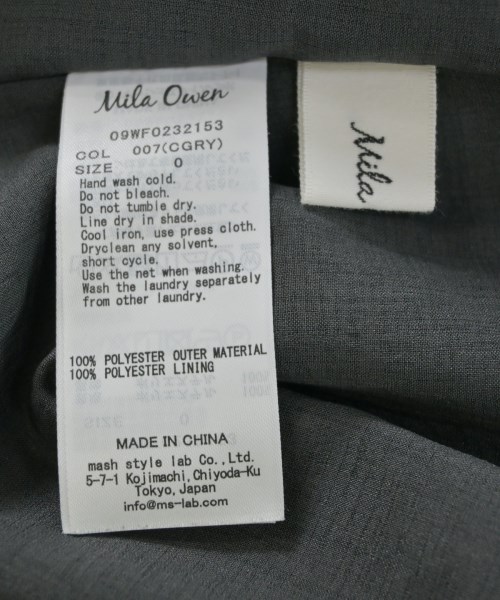 Mila Owen
09WF0232153
COL 007(CGRY)
SIZE 0
Hand wash cold.
Do not bleach.
Do not tumble dry.
Line dry in shade.
Cool iron, use press cloth.
Dryclean any solvent,
short cycle.
Use the net when washing.
Wash the laundry separately
from other laundry.
100% POLYESTER OUTER MATERIAL
100% POLYESTER LINING
MADE IN CHINA
mash style lab Co., Ltd.
5-7-1 Kojimachi, Chiyoda-Ku
Tokyo, Japan
info@ms-lab.com
Mila